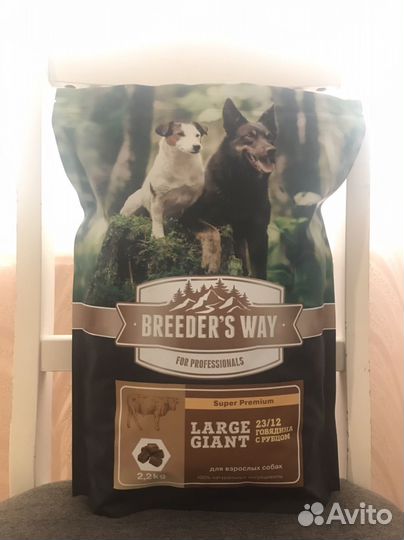 BREEDER'S WAY
FOR PROFESSIONALS
Super Premium
LARGE GIANT
23/12
ГОВЯДИНА
С РУБЦОМ
для взрослых собак
100% натуральные ингредиенты
2,2kg
Avito